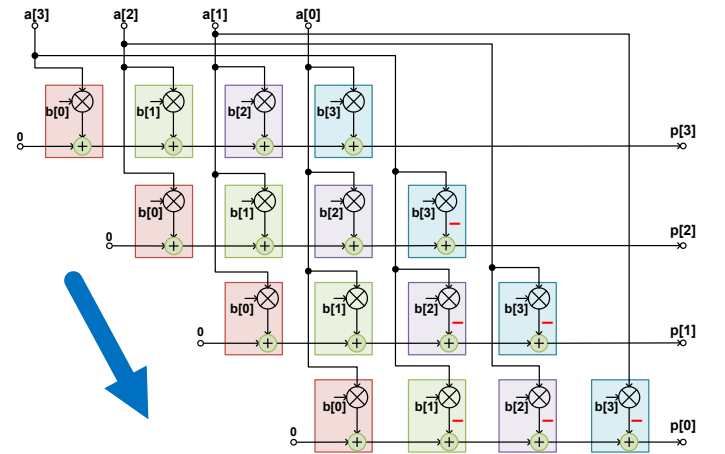 a[3] a[2] a[1] a[0]
b[0] b[1] b[2] b[3]
0 p[3]
b[0] b[1] b[2] b[3]
0 p[2]
b[0] b[1] b[2] b[3]
0 p[1]
b[0] b[1] b[2] b[3]
0 p[0]